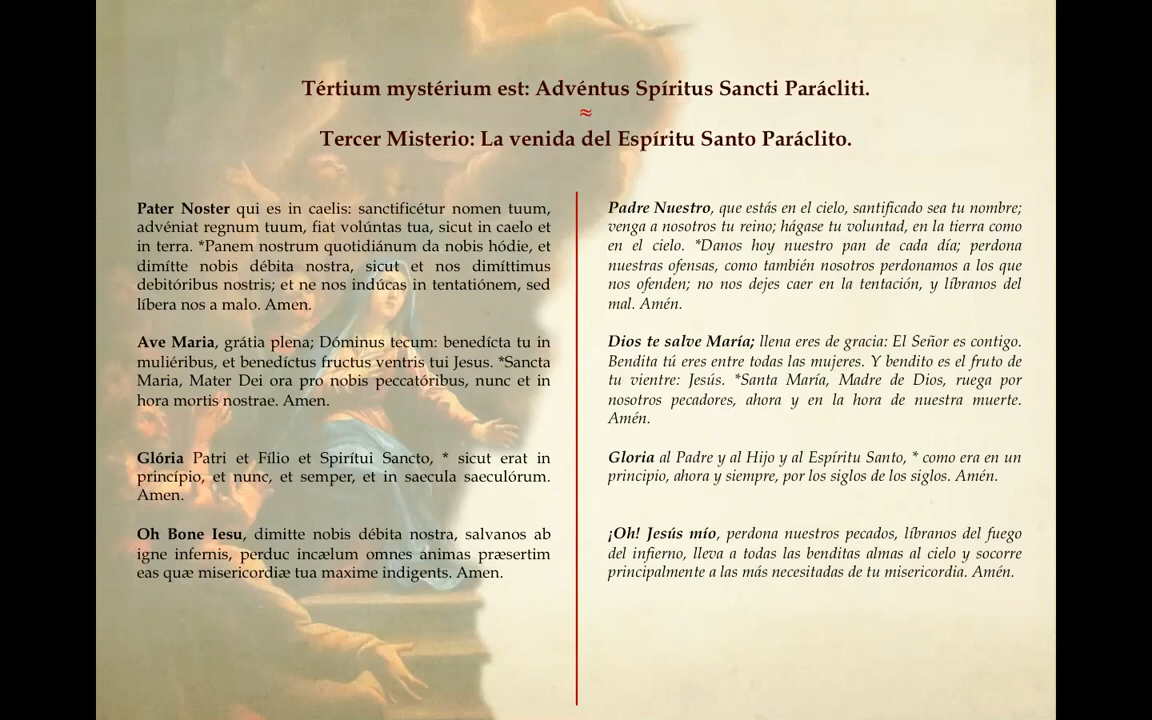 Tértium mystérium est: Advéntus Spíritus Sancti Parácliti.
≈
Tercer Misterio: La venida del Espíritu Santo Paráclito.
Pater Noster qui es in caelis: sanctificétur nomen tuum,
advéniat regnum tuum, fiat volúntas tua, sicut in caelo et
in terra. *Panem nostrum quotidiánum da nobis hódie, et
dimítte nobis débita nostra, sicut et nos dimíttimus
debitóribus nostris; et ne nos indúcas in tentatiónem, sed
líbera nos a malo. Amen.
Ave Maria, grátia plena; Dóminus tecum: benedícta tu in
muliéribus, et benedíctus fructus ventris tui Jesus. *Sancta
Maria, Mater Dei ora pro nobis peccatóribus, nunc et in
hora mortis nostrae. Amen.
Glória Patri et Fílio et Spirítui Sancto, * sicut erat in
princípio, et nunc, et semper, et in saecula saeculórum.
Amen.
Oh Bone Iesu, dimitte nobis débita nostra, salvanos ab
igne infernis, perduc incælum omnes animas præsertim
eas quæ misericordiæ tua maxime indigents. Amen.
Padre Nuestro, que estás en el cielo, santificado sea tu nombre;
venga a nosotros tu reino; hágase tu voluntad, en la tierra como
en el cielo. *Danos hoy nuestro pan de cada día; perdona
nuestras ofensas, como también nosotros perdonamos a los que
nos ofenden; no nos dejes caer en la tentación, y líbranos del
mal. Amén.
Dios te salve María; llena eres de gracia: El Señor es contigo.
Bendita tú eres entre todas las mujeres. Y bendito es el fruto de
tu vientre: Jesús. *Santa María, Madre de Dios, ruega por
nosotros pecadores, ahora y en la hora de nuestra muerte.
Amén.
Gloria al Padre y al Hijo y al Espíritu Santo, * como era en un
principio, ahora y siempre, por los siglos de los siglos. Amén.
¡Oh! Jesús mío, perdona nuestros pecados, líbranos del fuego
del infierno, lleva a todas las benditas almas al cielo y socorre
principalmente a las más necesitadas de tu misericordia. Amén.